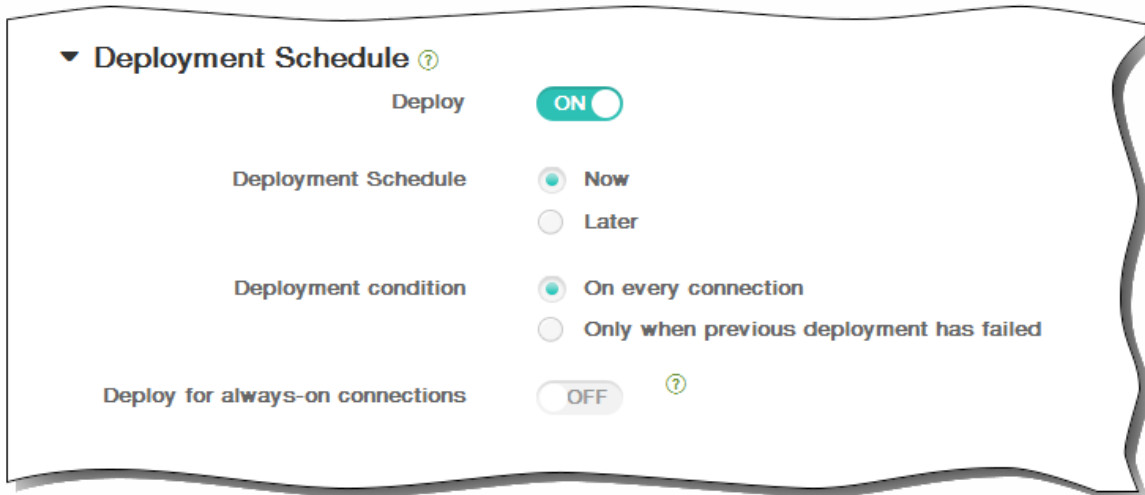 Deployment Schedule ?
Deploy ON
Deployment Schedule Now
Later
Deployment condition On every connection
Only when previous deployment has failed
Deploy for always-on connections OFF ?